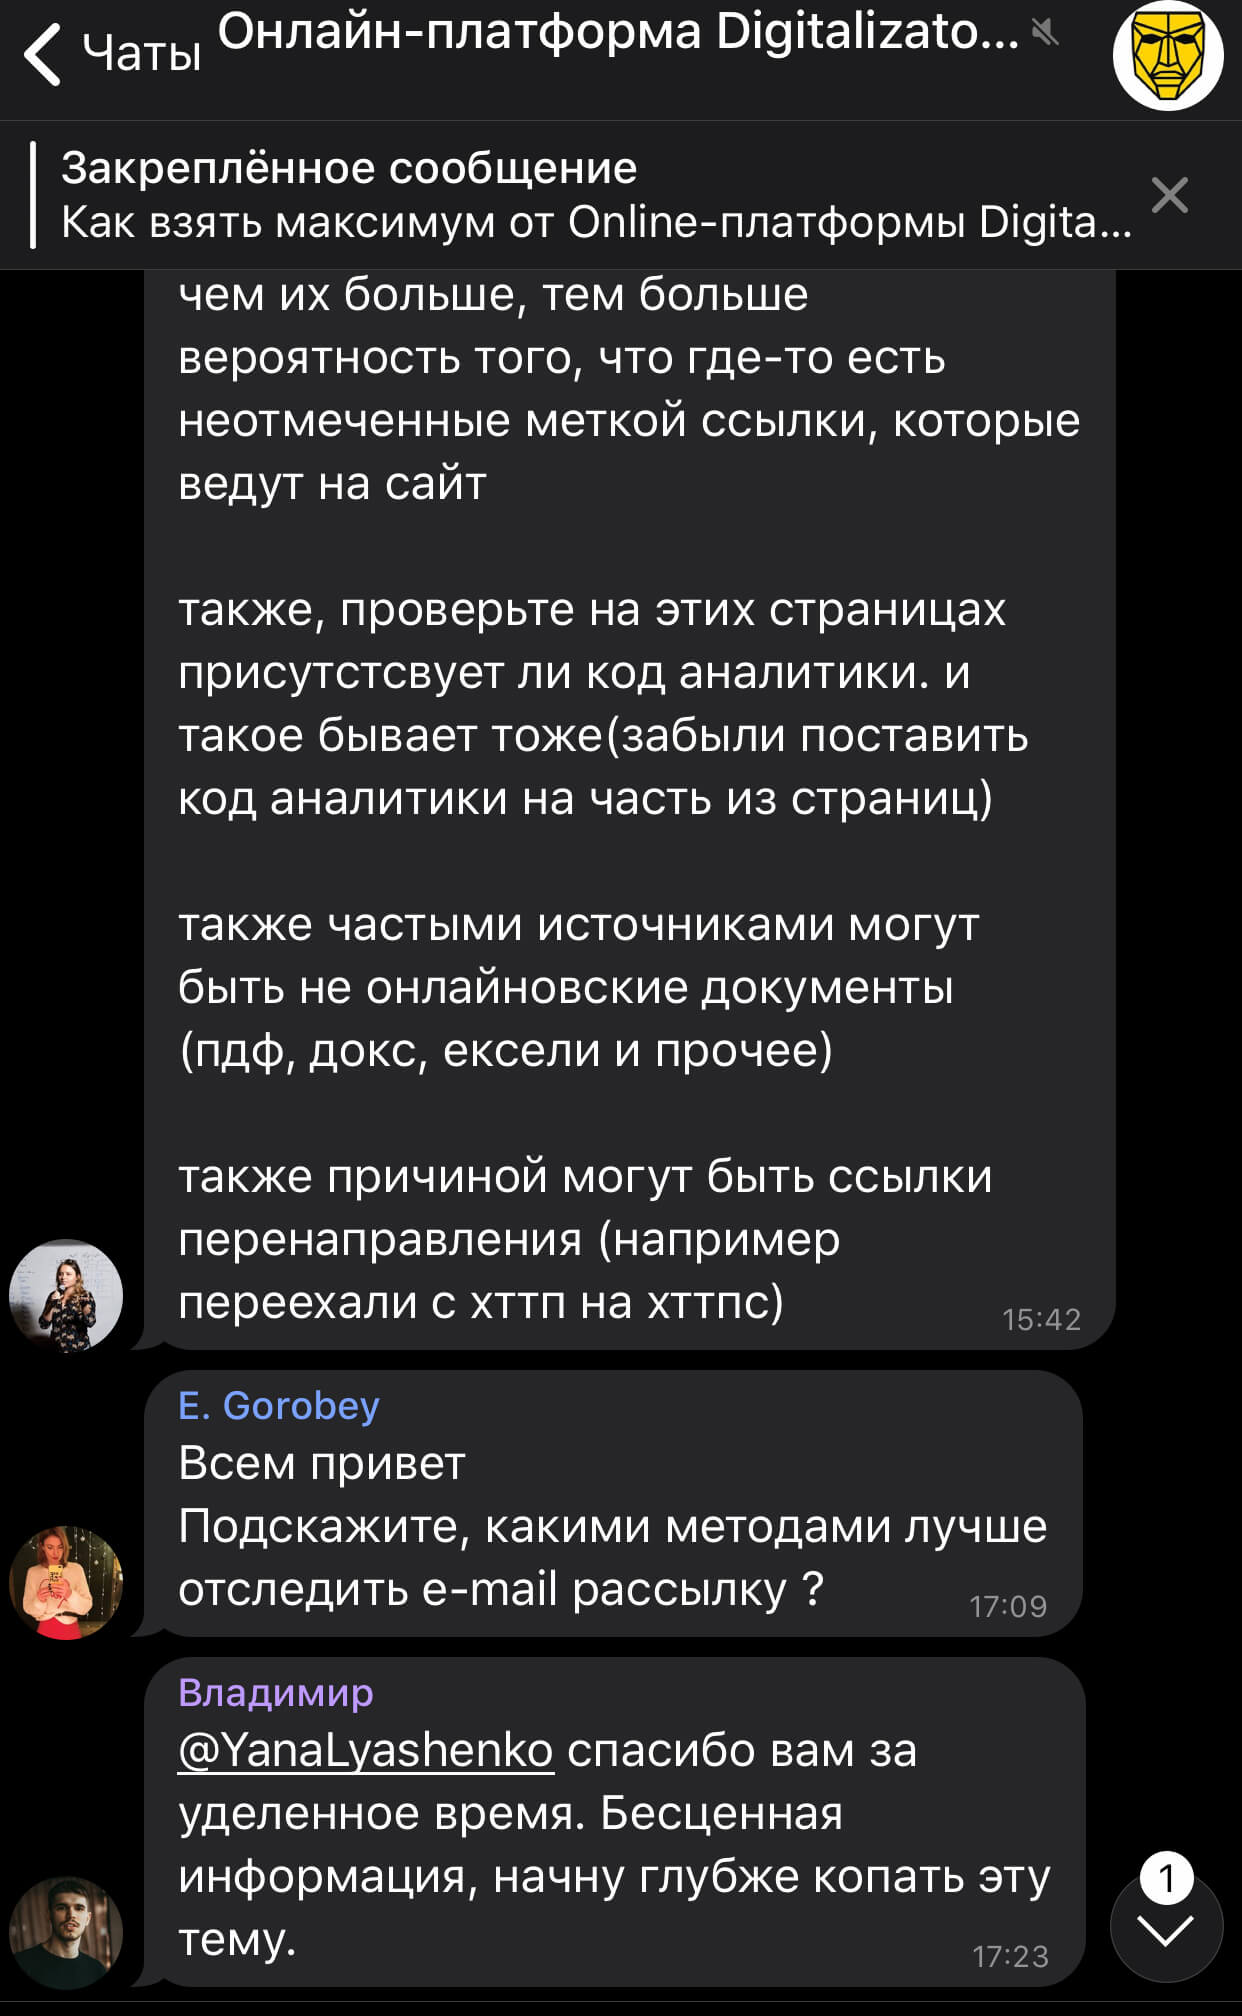 Чаты
Онлайн-платформа Digitalizato...
Закреплённое сообщение
Как взять максимум от Online-платформы Digita...
чем их больше, тем больше
вероятность того, что где-то есть
неотмеченные меткой ссылки, которые
ведут на сайт
также, проверьте на этих страницах
присутстсвует ли код аналитики. и
такое бывает тоже(забыли поставить
код аналитики на часть из страниц)
также частыми источниками могут
быть не онлайновские документы
(пдф, докс, ексели и прочее)
также причиной могут быть ссылки
перенаправления (например
переехали с хттп на хттпс)
15:42
E. Gorobey
Всем привет
Подскажите, какими методами лучше
отследить e-mail рассылку ?
17:09
Владимир
@YanaLyashenko спасибо вам за
уделенное время. Бесценная
информация, начну глубже копать эту
тему.
17:23
1